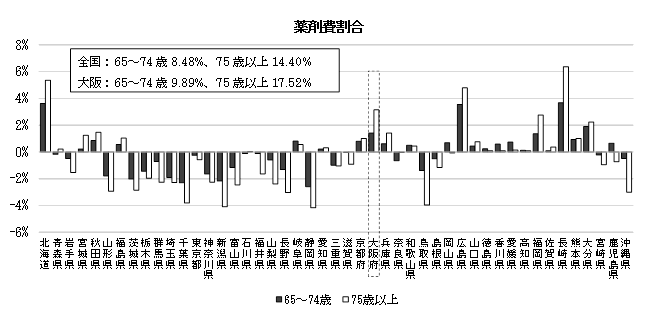 薬剤費割合
全国：65～74歳 8.48%、75歳以上 14.40%
大阪：65～74歳 9.89%、75歳以上 17.52%
8%
6%
4%
2%
0%
-2%
-4%
-6%
北海道
青森県
岩手県
宮城県
秋田県
山形県
福島県
茨城県
栃木県
群馬県
埼玉県
千葉県
東京都
神奈川県
新潟県
富山県
石川県
福井県
山梨県
長野県
岐阜県
静岡県
愛知県
三重県
滋賀県
京都府
大阪府
兵庫県
奈良県
和歌山県
鳥取県
島根県
岡山県
広島県
山口県
徳島県
香川県
愛媛県
高知県
福岡県
佐賀県
長崎県
熊本県
大分県
宮崎県
鹿児島県
沖縄県
65～74歳 75歳以上